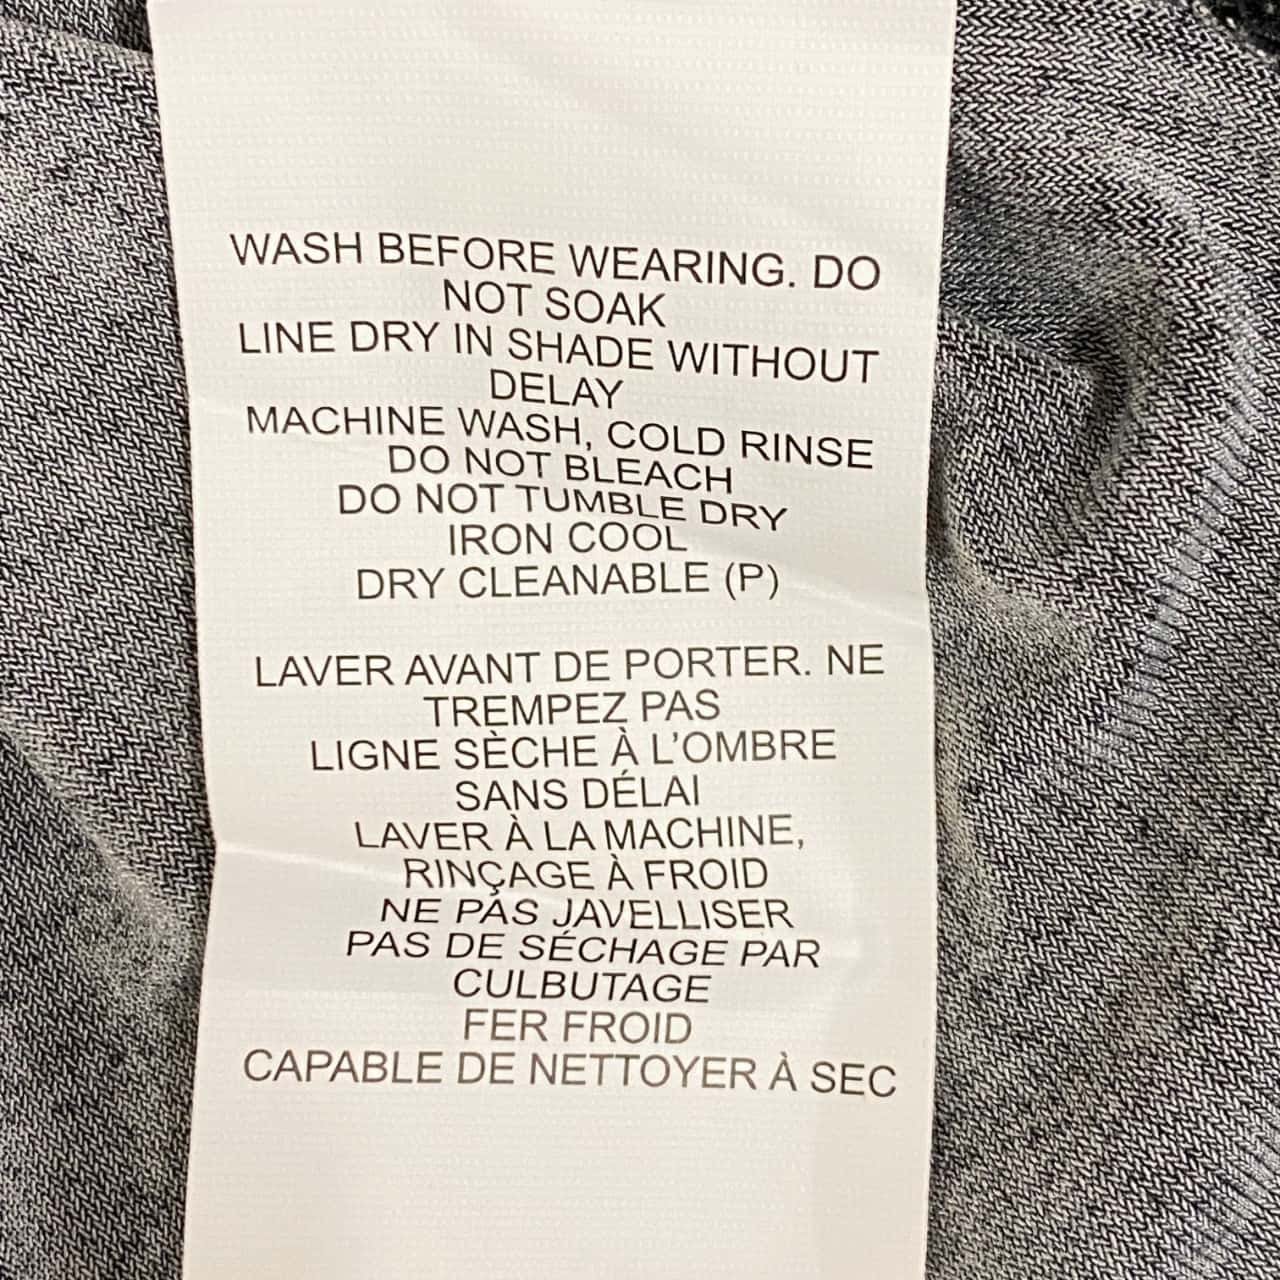 WASH BEFORE WEARING. DO
NOT SOAK
LINE DRY IN SHADE WITHOUT
DELAY
MACHINE WASH, COLD RINSE
DO NOT BLEACH
DO NOT TUMBLE DRY
IRON COOL
DRY CLEANABLE (P)
LAVER AVANT DE PORTER. NE
TREMPEZ PAS
LIGNE SÈCHE À L'OMBRE
SANS DÉLAI
LAVER À LA MACHINE,
RINÇAGE À FROID
NE PAS JAVELLISER
PAS DE SÉCHAGE PAR
CULBUTAGE
FER FROID
CAPABLE DE NETTOYER À SEC